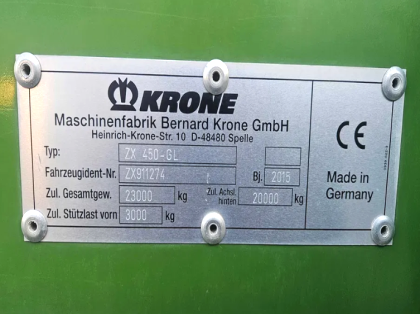 KRONE
Maschinenfabrik Bernard Krone GmbH
Heinrich-Krone-Str. 10 D-48480 Spelle
Typ: ZX 450-GL
Fahrzeugident-Nr. ZX911274 Bj. 2015
Zul. Gesamtgew. 23000 kg Zul. Achsl. hinten 20000 kg
Zul. Stützlast vorn 3000 kg
CE
Made in
Germany